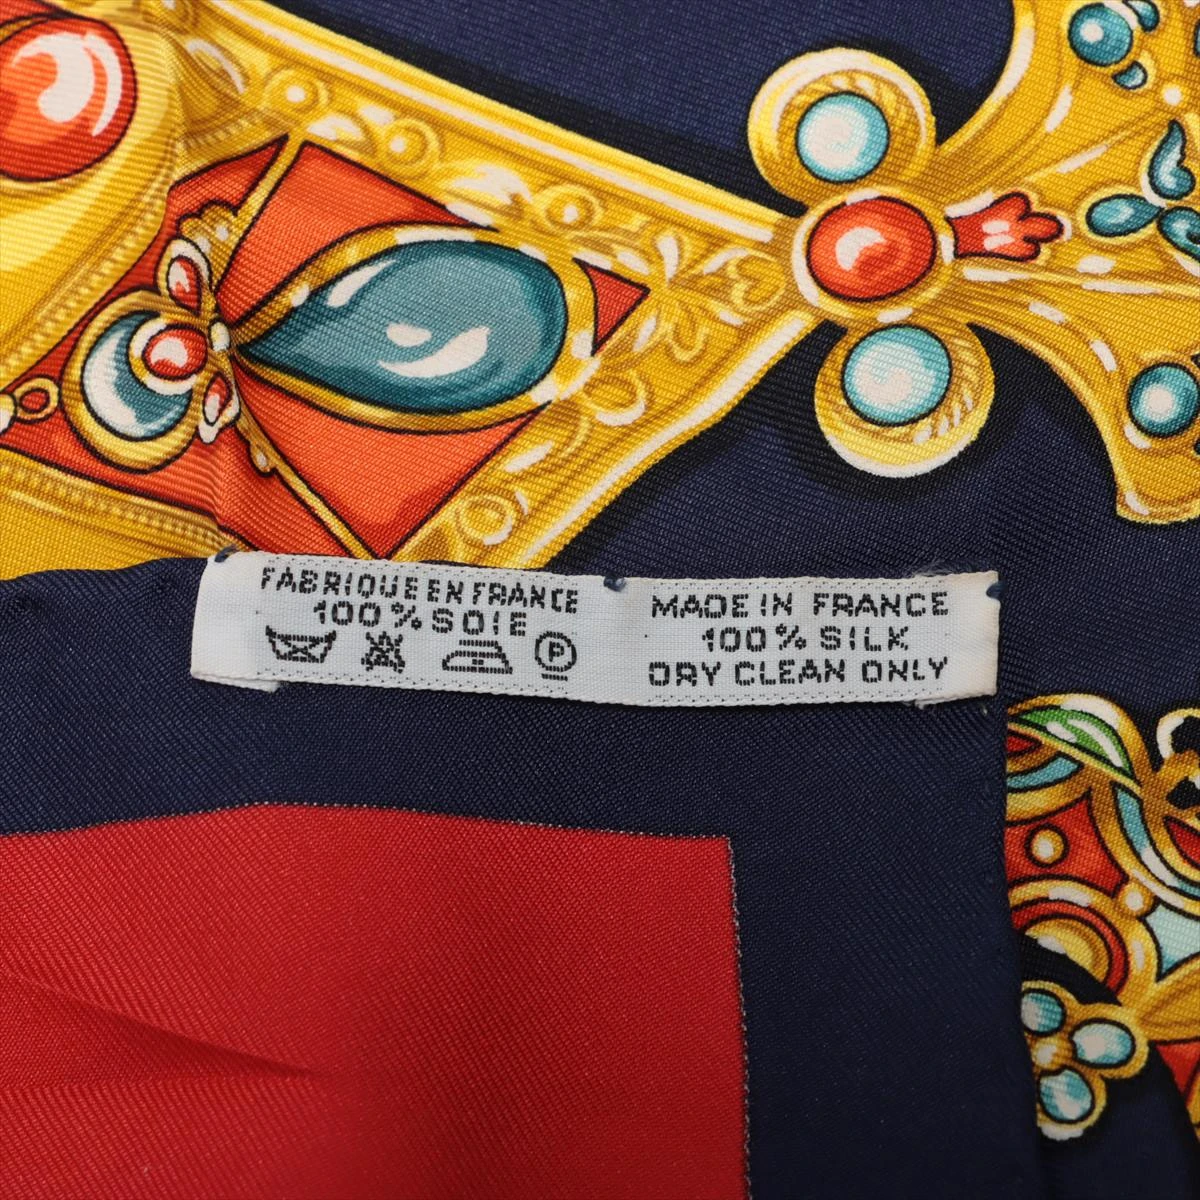 FABRIQUE EN FRANCE
100% SOIE
P
MADE IN FRANCE
100% SILK
DRY CLEAN ONLY